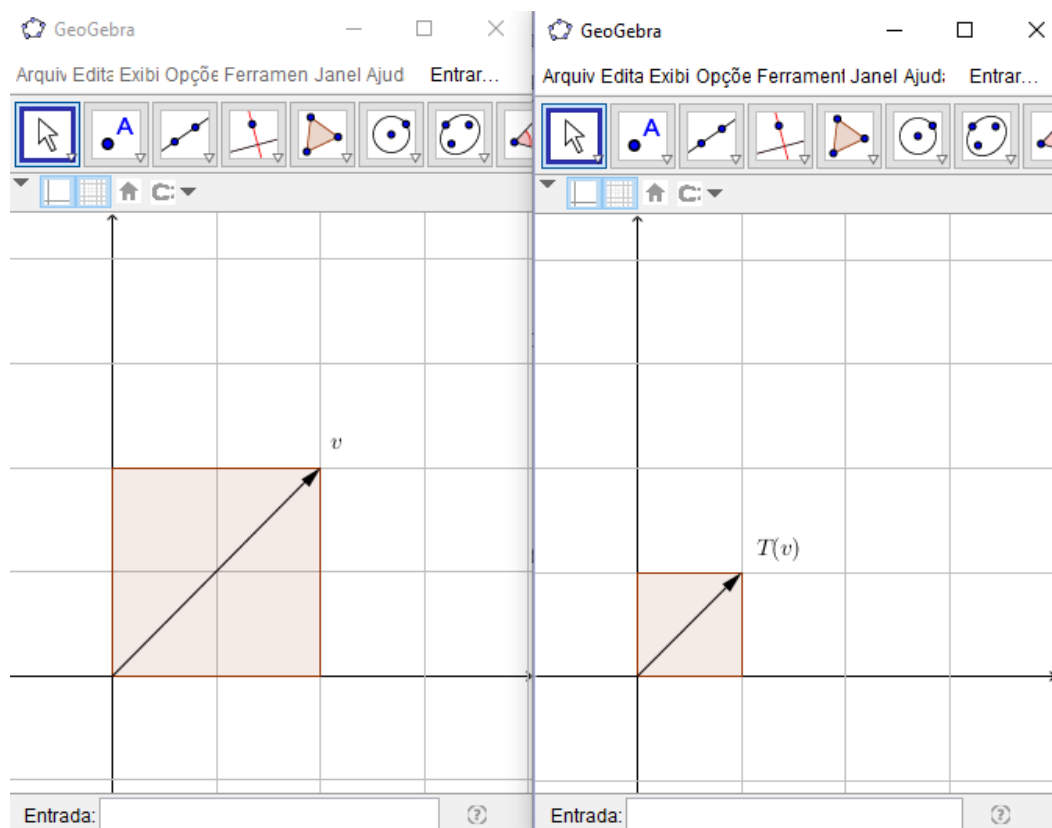 GeoGebra
Arquiv Edita Exibi Opçõe Ferramen Janel Ajud Entrar...
A
v
Entrada:
GeoGebra
Arquiv Edita Exibi Opçõe Ferrament Janel Ajuda Entrar...
A
T(v)
Entrada: